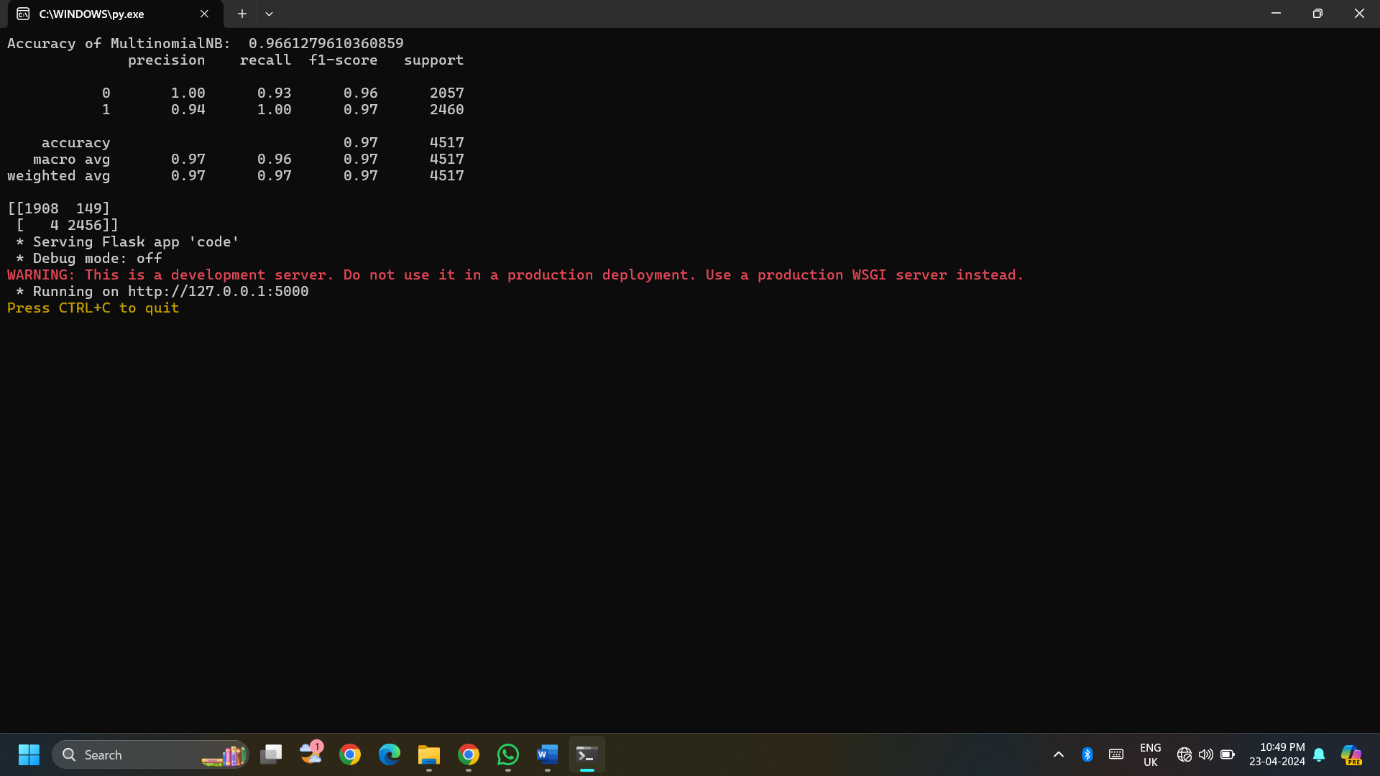 C:\WINDOWS\py.exe
Accuracy of MultinomialNB:  0.9661279610360859
              precision    recall  f1-score   support

           0       1.00      0.93      0.96      2057
           1       0.94      1.00      0.97      2460

    accuracy                           0.97      4517
   macro avg       0.97      0.96      0.97      4517
weighted avg       0.97      0.97      0.97      4517

[[1908  149]
 [   4 2456]]
 * Serving Flask app 'code'
 * Debug mode: off
WARNING: This is a development server. Do not use it in a production deployment. Use a production WSGI server instead.
 * Running on http://127.0.0.1:5000
Press CTRL+C to quit
Search
1
ENG
UK
10:49 PM
23-04-2024
PRE